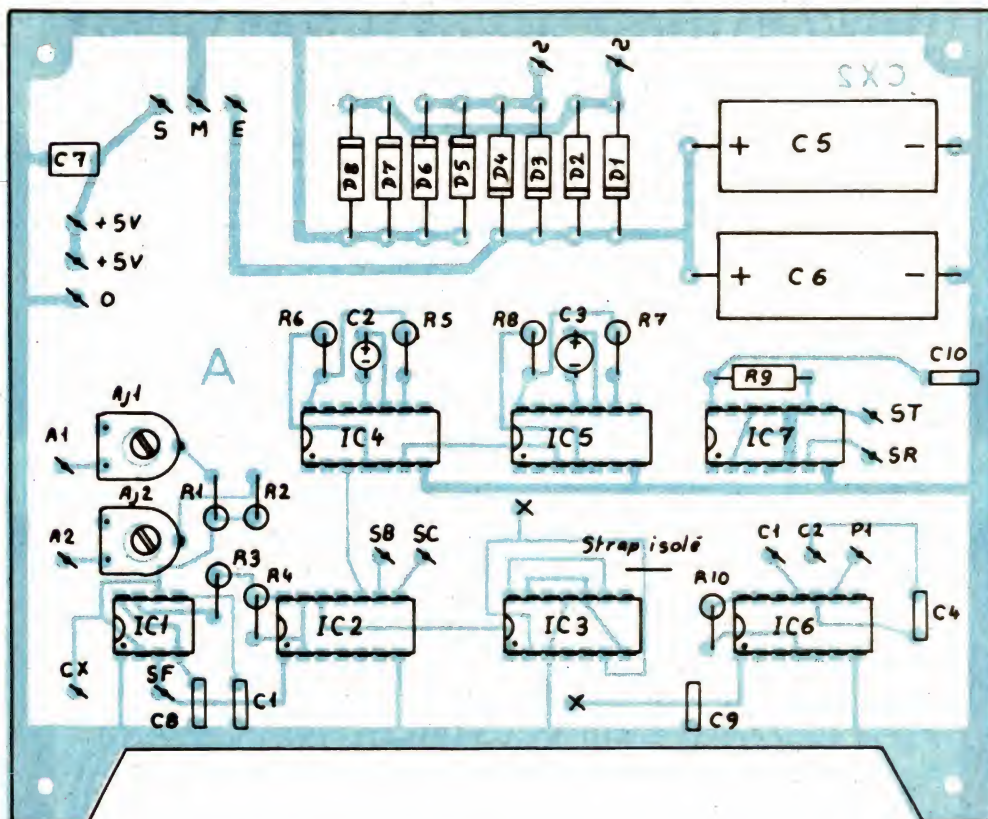 ~ ~
CX2
S M E
C7
D8 D7 D6 D5 D4 D3 D2 D1
+ C5 -
+5V
+5V
O
+ C6 -
R6 C2 R5 R8 C3 R7
+ -
+ -
C10
A
R9
Aj1
A1
IC4 IC5 IC7
ST
SR
Aj2
R1 R2
A2
SB SC
Strap isolé
C1 C2 P1
R3
R4
R10
IC1 IC2 IC3 IC6
C4
CX SF
C8 C1
C9